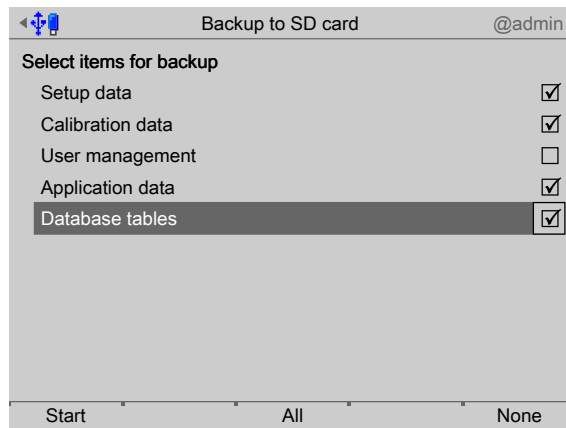 Backup to SD card @admin
Select items for backup
Setup data
Calibration data
User management
Application data
Database tables
Start All None